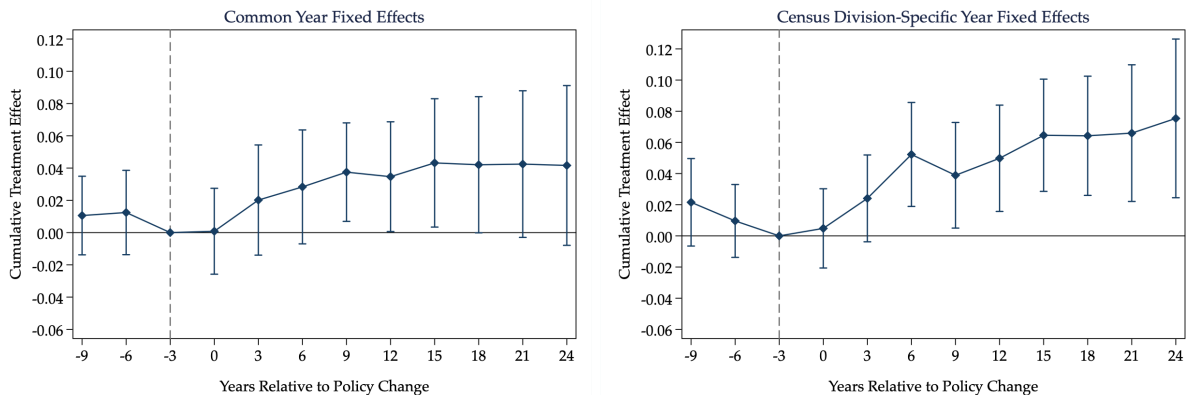 Common Year Fixed Effects
Cumulative Treatment Effect
0.12
0.10
0.08
0.06
0.04
0.02
0.00
-0.02
-0.04
-0.06
-9 -6 -3 0 3 6 9 12 15 18 21 24
Years Relative to Policy Change
Census Division-Specific Year Fixed Effects
Cumulative Treatment Effect
0.12
0.10
0.08
0.06
0.04
0.02
0.00
-0.02
-0.04
-0.06
-9 -6 -3 0 3 6 9 12 15 18 21 24
Years Relative to Policy Change